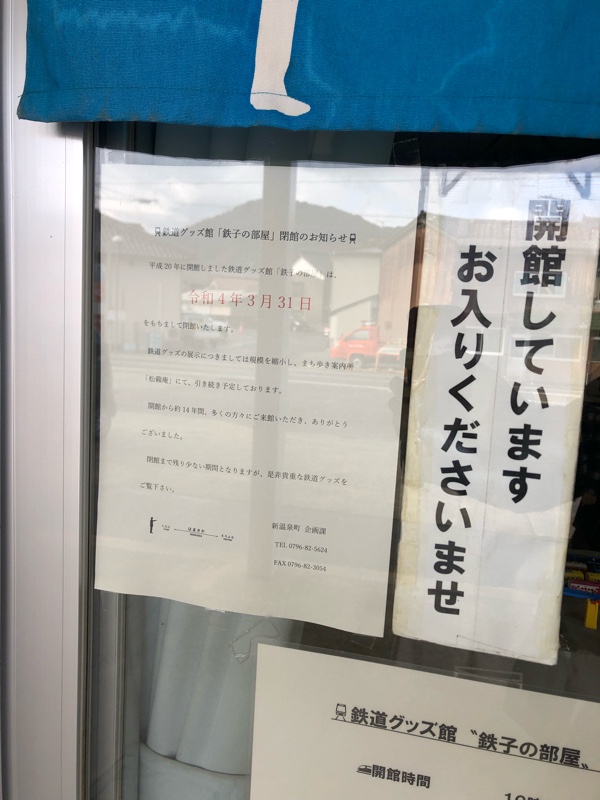 🚆鉄道グッズ館「鉄子の部屋」閉館のお知らせ🚆
平成20年に開館しました鉄道グッズ館「鉄子の部屋」は、
令和4年3月31日
をもちまして閉館いたします。
鉄道グッズの展示につきましては規模を縮小し、まち歩き案内所
「松籟庵」にて、引き続き予定しております。
開館から約14年間、多くの方々にご来館いただき、ありがとう
ございました。
閉館まで残り少ない期間となりますが、是非貴重な鉄道グッズを
ご覧下さい。
はまさか
新温泉町 企画課
TEL 0796-82-5624
FAX 0796-82-3054
開館しています
お入りくださいませ
鉄道グッズ館〝鉄子の部屋〟
開館時間